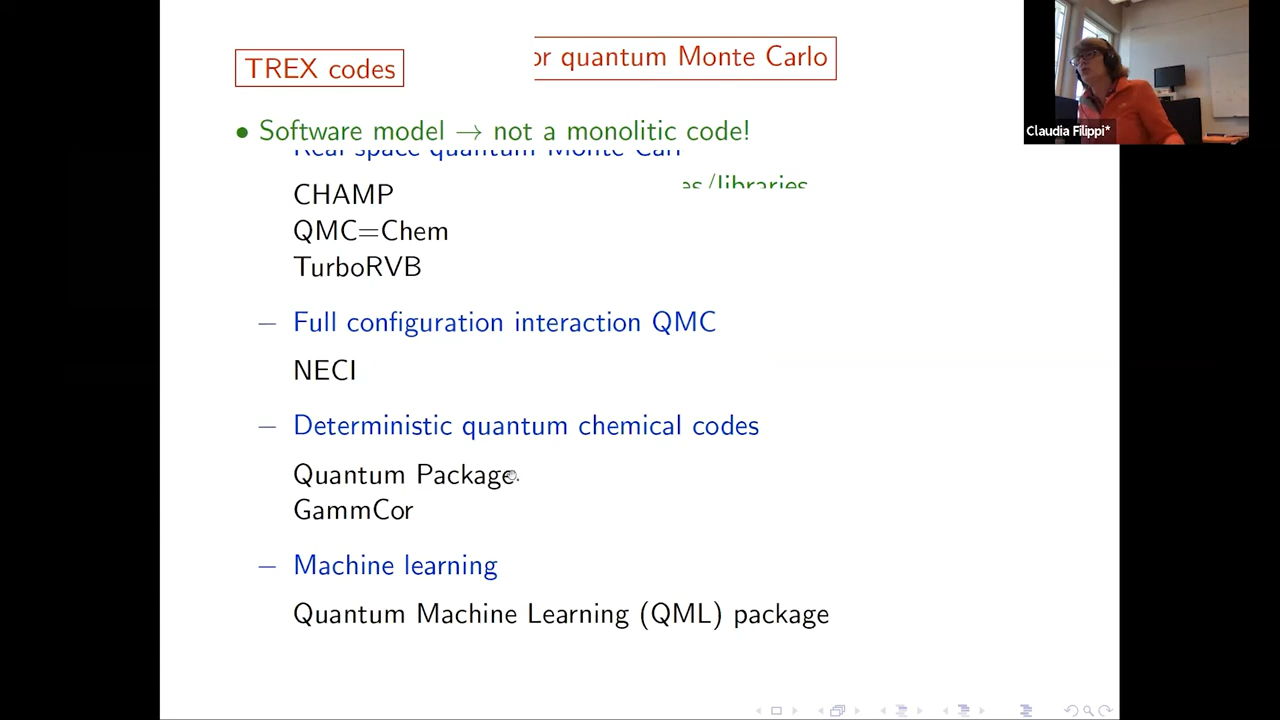 TREX codes
or quantum Monte Carlo
• Software model → not a monolitic code!
Real space quantum Monte Carl
es/libraries
CHAMP
QMC=Chem
TurboRVB
– Full configuration interaction QMC
NECI
– Deterministic quantum chemical codes
Quantum Package
GammCor
– Machine learning
Quantum Machine Learning (QML) package
Claudia Filippi*